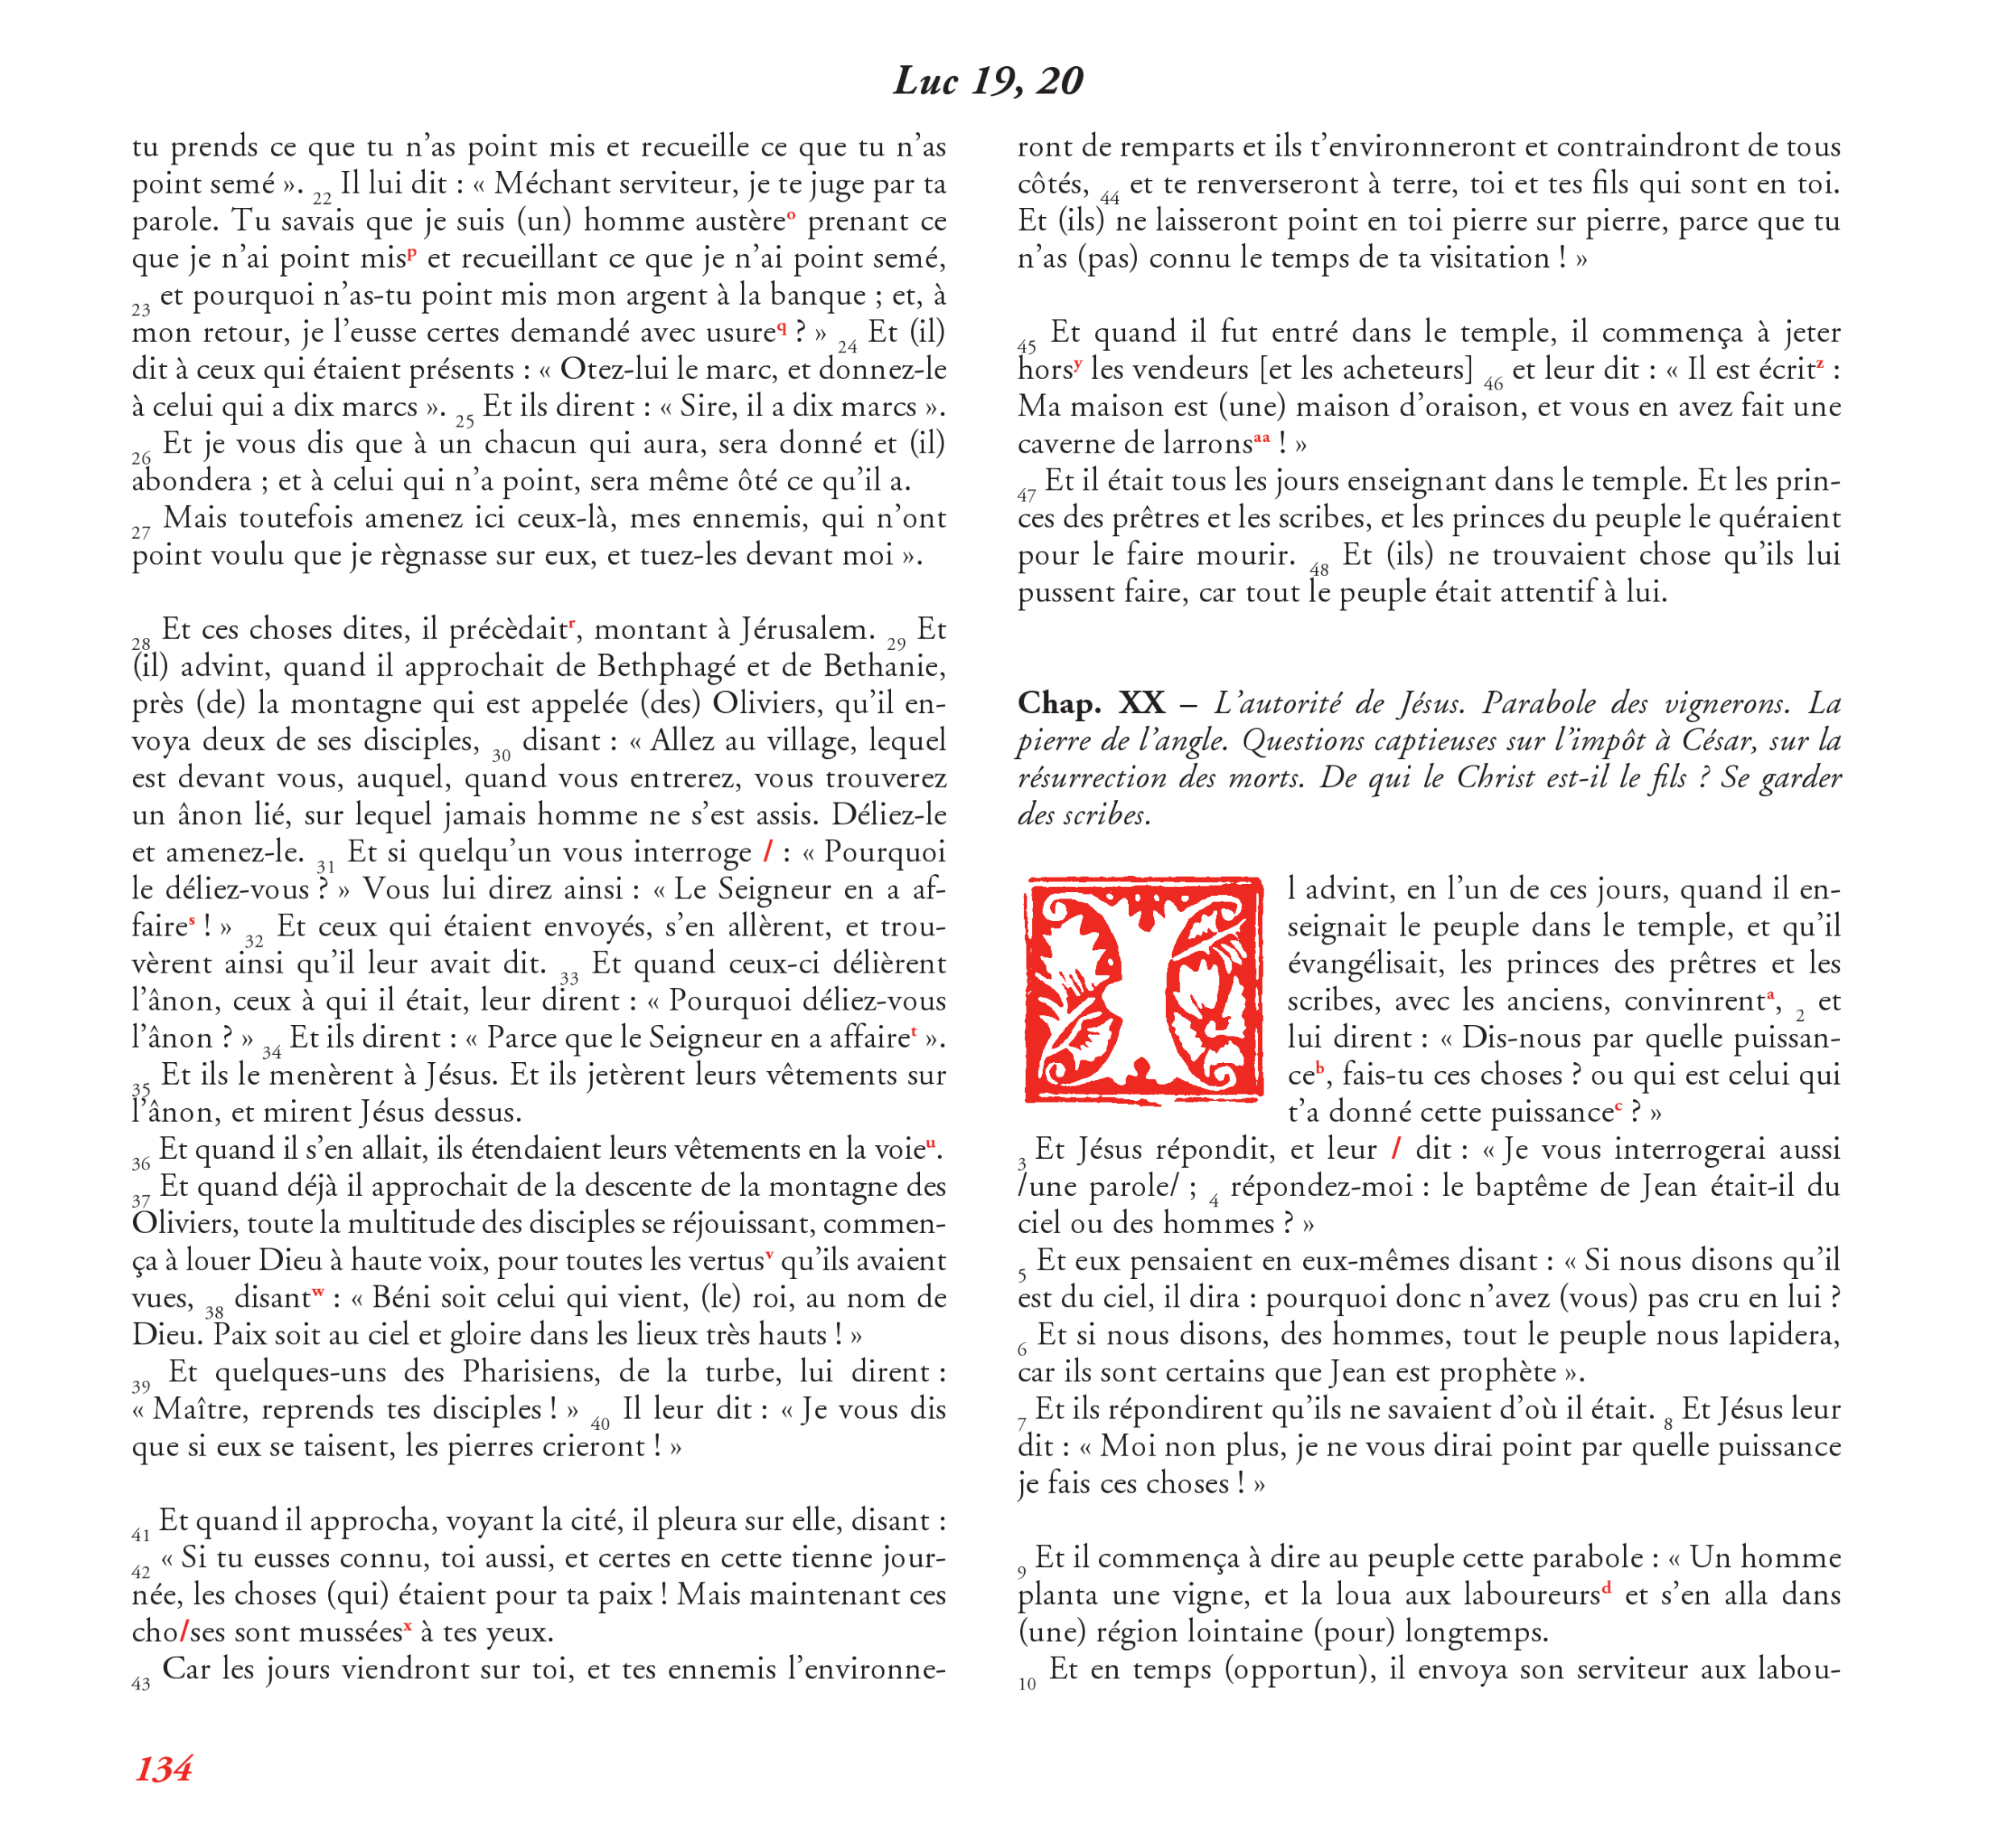 Luc 19, 20
tu prends ce que tu n’as point mis et recueille ce que tu n’as
point semé ». 22 Il lui dit : « Méchant serviteur, je te juge par ta
parole. Tu savais que je suis (un) homme austèreo prenant ce
que je n’ai point misp et recueillant ce que je n’ai point semé,
23 et pourquoi n’as-tu point mis mon argent à la banque ; et, à
mon retour, je l’eusse certes demandé avec usureq ? » 24 Et (il)
dit à ceux qui étaient présents : « Otez-lui le marc, et donnez-le
à celui qui a dix marcs ». 25 Et ils dirent : « Sire, il a dix marcs ».
26 Et je vous dis que à un chacun qui aura, sera donné et (il)
abondera ; et à celui qui n’a point, sera même ôté ce qu’il a.
27 Mais toutefois amenez ici ceux-là, mes ennemis, qui n’ont
point voulu que je règnasse sur eux, et tuez-les devant moi ».
28 Et ces choses dites, il précèdaitr, montant à Jérusalem. 29 Et
(il) advint, quand il approchait de Bethphagé et de Bethanie,
près (de) la montagne qui est appelée (des) Oliviers, qu’il en-
voya deux de ses disciples, 30 disant : « Allez au village, lequel
est devant vous, auquel, quand vous entrerez, vous trouverez
un ânon lié, sur lequel jamais homme ne s’est assis. Déliez-le
et amenez-le. 31 Et si quelqu’un vous interroge / : « Pourquoi
le déliez-vous ? » Vous lui direz ainsi : « Le Seigneur en a af-
faires ! » 32 Et ceux qui étaient envoyés, s’en allèrent, et trou-
vèrent ainsi qu’il leur avait dit. 33 Et quand ceux-ci délièrent
l’ânon, ceux à qui il était, leur dirent : « Pourquoi déliez-vous
l’ânon ? » 34 Et ils dirent : « Parce que le Seigneur en a affairet ».
35 Et ils le menèrent à Jésus. Et ils jetèrent leurs vêtements sur
l’ânon, et mirent Jésus dessus.
36 Et quand il s’en allait, ils étendaient leurs vêtements en la voieu.
37 Et quand déjà il approchait de la descente de la montagne des
Oliviers, toute la multitude des disciples se réjouissant, commen-
ça à louer Dieu à haute voix, pour toutes les vertusv qu’ils avaient
vues, 38 disantw : « Béni soit celui qui vient, (le) roi, au nom de
Dieu. Paix soit au ciel et gloire dans les lieux très hauts ! »
39 Et quelques-uns des Pharisiens, de la turbe, lui dirent :
« Maître, reprends tes disciples ! » 40 Il leur dit : « Je vous dis
que si eux se taisent, les pierres crieront ! »
41 Et quand il approcha, voyant la cité, il pleura sur elle, disant :
42 « Si tu eusses connu, toi aussi, et certes en cette tienne jour-
née, les choses (qui) étaient pour ta paix ! Mais maintenant ces
cho/ses sont musséesx à tes yeux.
43 Car les jours viendront sur toi, et tes ennemis l’environne-
ront de remparts et ils t’environneront et contraindront de tous
côtés, 44 et te renverseront à terre, toi et tes fils qui sont en toi.
Et (ils) ne laisseront point en toi pierre sur pierre, parce que tu
n’as (pas) connu le temps de ta visitation ! »
45 Et quand il fut entré dans le temple, il commença à jeter
horsy les vendeurs [et les acheteurs] 46 et leur dit : « Il est écritz :
Ma maison est (une) maison d’oraison, et vous en avez fait une
caverne de larronsaa ! »
47 Et il était tous les jours enseignant dans le temple. Et les prin-
ces des prêtres et les scribes, et les princes du peuple le quéraient
pour le faire mourir. 48 Et (ils) ne trouvaient chose qu’ils lui
pussent faire, car tout le peuple était attentif à lui.
Chap. XX – L’autorité de Jésus. Parabole des vignerons. La
pierre de l’angle. Questions captieuses sur l’impôt à César, sur la
résurrection des morts. De qui le Christ est-il le fils ? Se garder
des scribes.
Il advint, en l’un de ces jours, quand il en-
seignait le peuple dans le temple, et qu’il
évangélisait, les princes des prêtres et les
scribes, avec les anciens, convinrenta, 2 et
lui dirent : « Dis-nous par quelle puissan-
ceb, fais-tu ces choses ? ou qui est celui qui
t’a donné cette puissancec ? »
3 Et Jésus répondit, et leur / dit : « Je vous interrogerai aussi
/une parole/ ; 4 répondez-moi : le baptême de Jean était-il du
ciel ou des hommes ? »
5 Et eux pensaient en eux-mêmes disant : « Si nous disons qu’il
est du ciel, il dira : pourquoi donc n’avez (vous) pas cru en lui ?
6 Et si nous disons, des hommes, tout le peuple nous lapidera,
car ils sont certains que Jean est prophète ».
7 Et ils répondirent qu’ils ne savaient d’où il était. 8 Et Jésus leur
dit : « Moi non plus, je ne vous dirai point par quelle puissance
je fais ces choses ! »
9 Et il commença à dire au peuple cette parabole : « Un homme
planta une vigne, et la loua aux laboureursd et s’en alla dans
(une) région lointaine (pour) longtemps.
10 Et en temps (opportun), il envoya son serviteur aux labou-
134